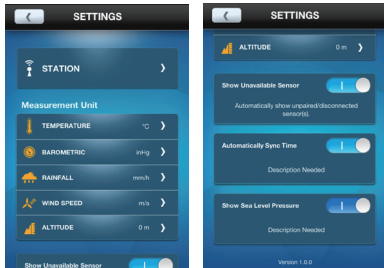 SETTINGS
STATION
Measurement Unit
TEMPERATURE °C
BAROMETRIC inHg
RAINFALL mm/h
WIND SPEED m/s
ALTITUDE 0 m
Show Unavailable Sensor
SETTINGS
ALTITUDE 0 m
Show Unavailable Sensor
Automatically show unpaired/disconnected
sensor(s).
Automatically Sync Time
Description Needed
Show Sea Level Pressure
Description Needed
Version 1.0.0